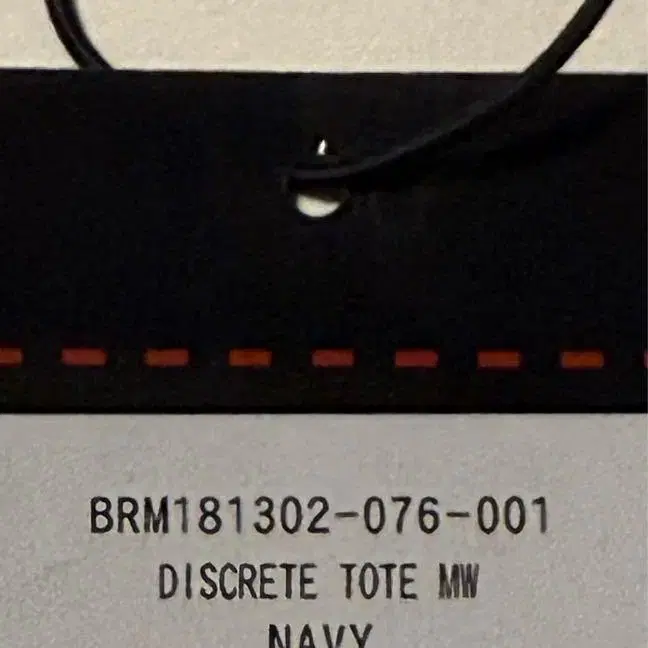 BRM181302-076-001
DISCRETE TOTE MW
NAVY